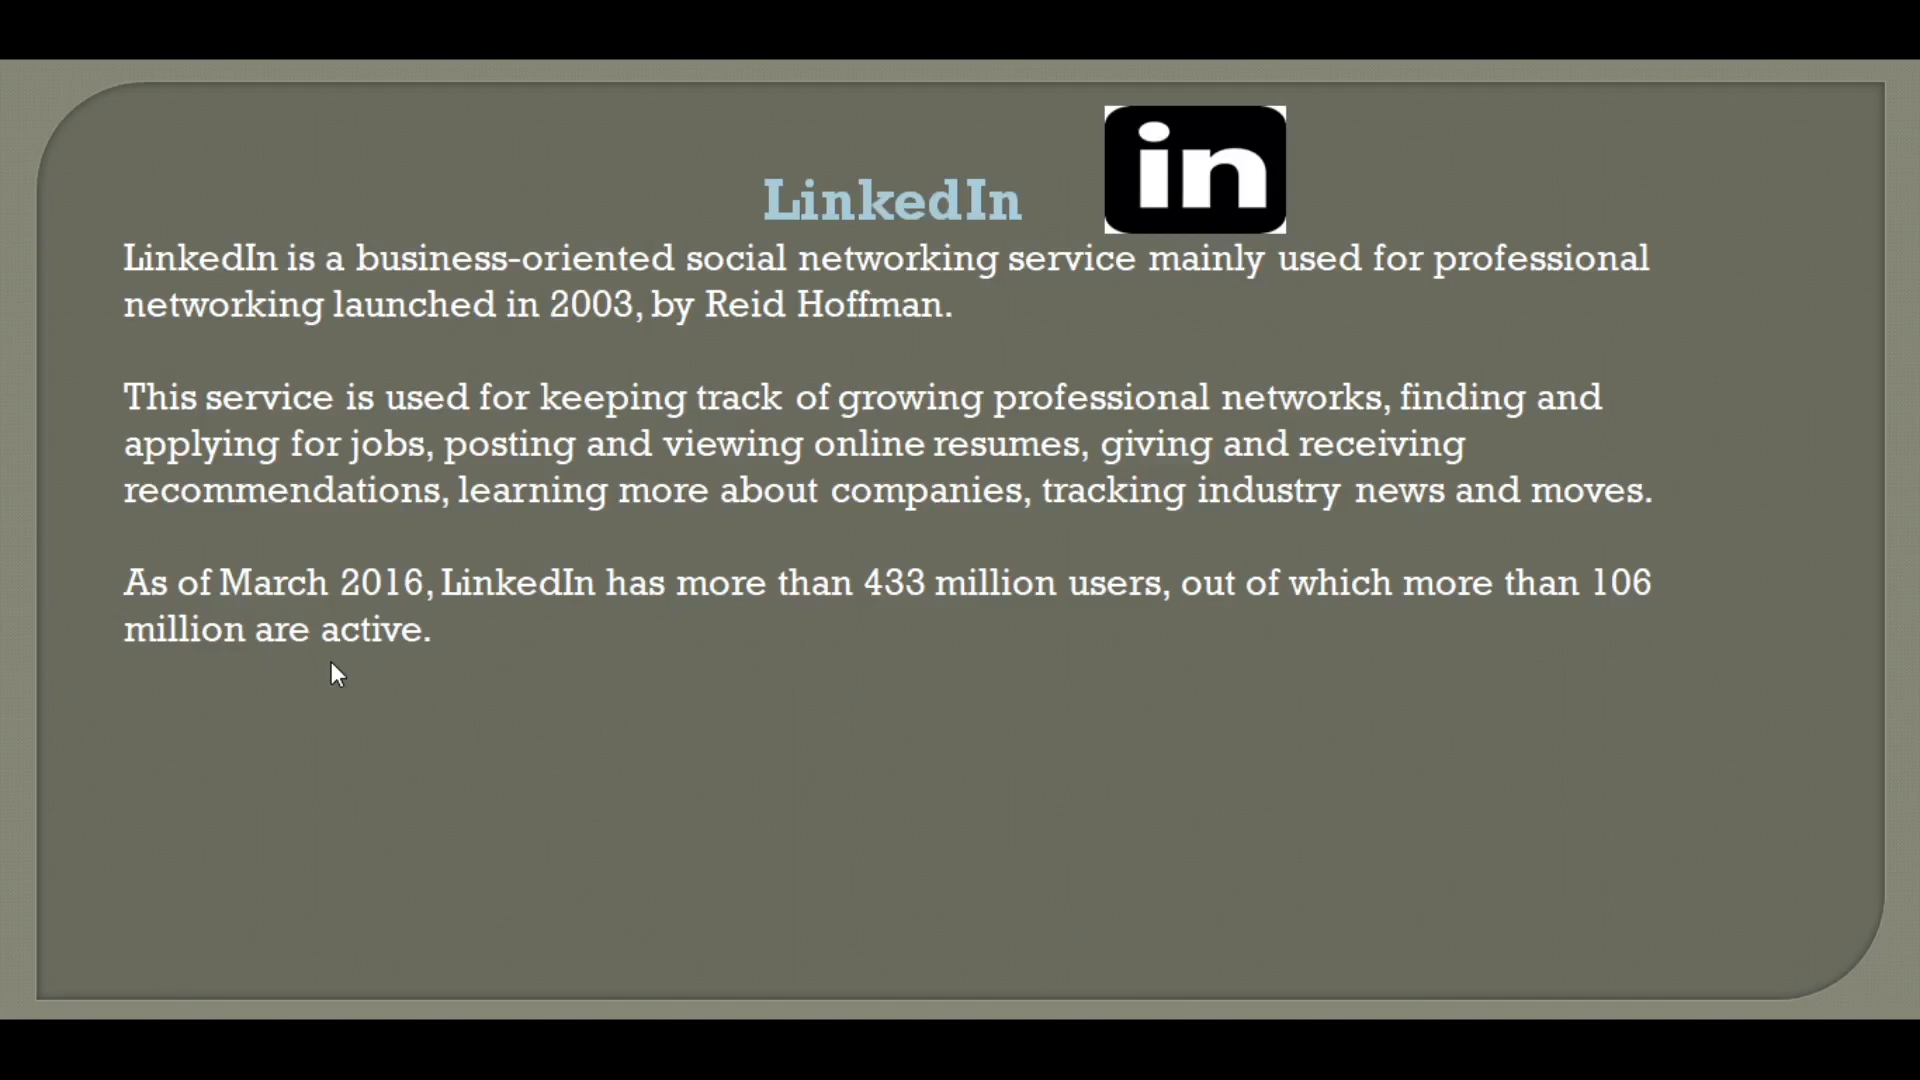 in
LinkedIn
LinkedIn is a business-oriented social networking service mainly used for professional
networking launched in 2003, by Reid Hoffman.
This service is used for keeping track of growing professional networks, finding and
applying for jobs, posting and viewing online resumes, giving and receiving
recommendations, learning more about companies, tracking industry news and moves.
As of March 2016, LinkedIn has more than 433 million users, out of which more than 106
million are active.